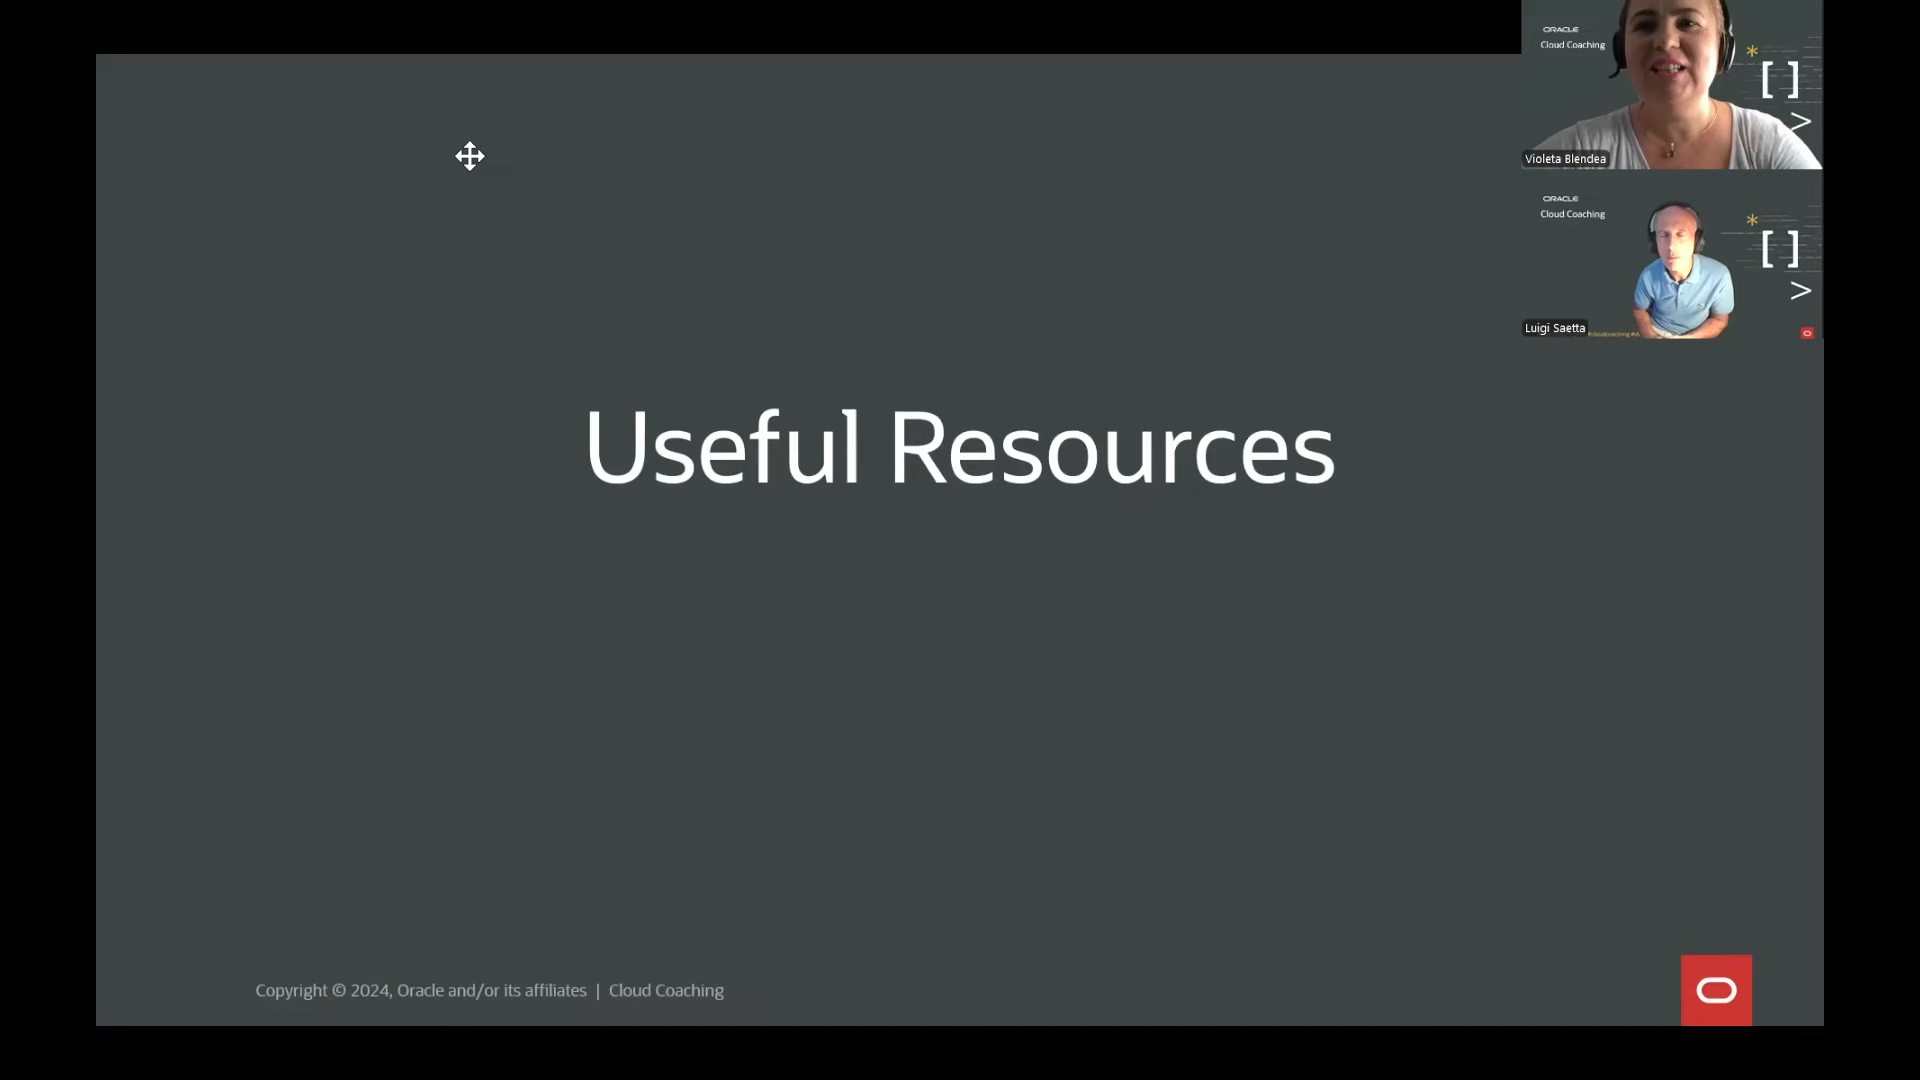 ORACLE
Cloud Coaching
[ ]
>
Violeta Blendea
ORACLE
Cloud Coaching
[ ]
>
Luigi Saetta
Useful Resources
Copyright © 2024, Oracle and/or its affiliates | Cloud Coaching